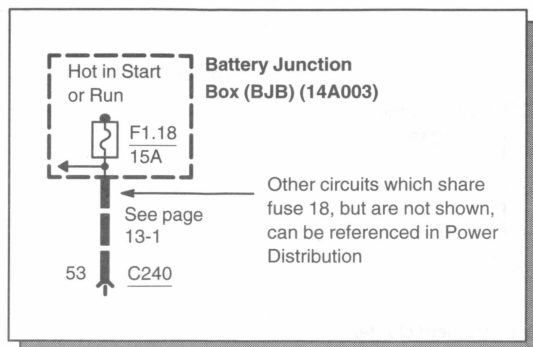 Hot in Start
or Run
Battery Junction
Box (BJB) (14A003)
F1.18
15A
See page
13-1
Other circuits which share
fuse 18, but are not shown,
can be referenced in Power
Distribution
53 C240